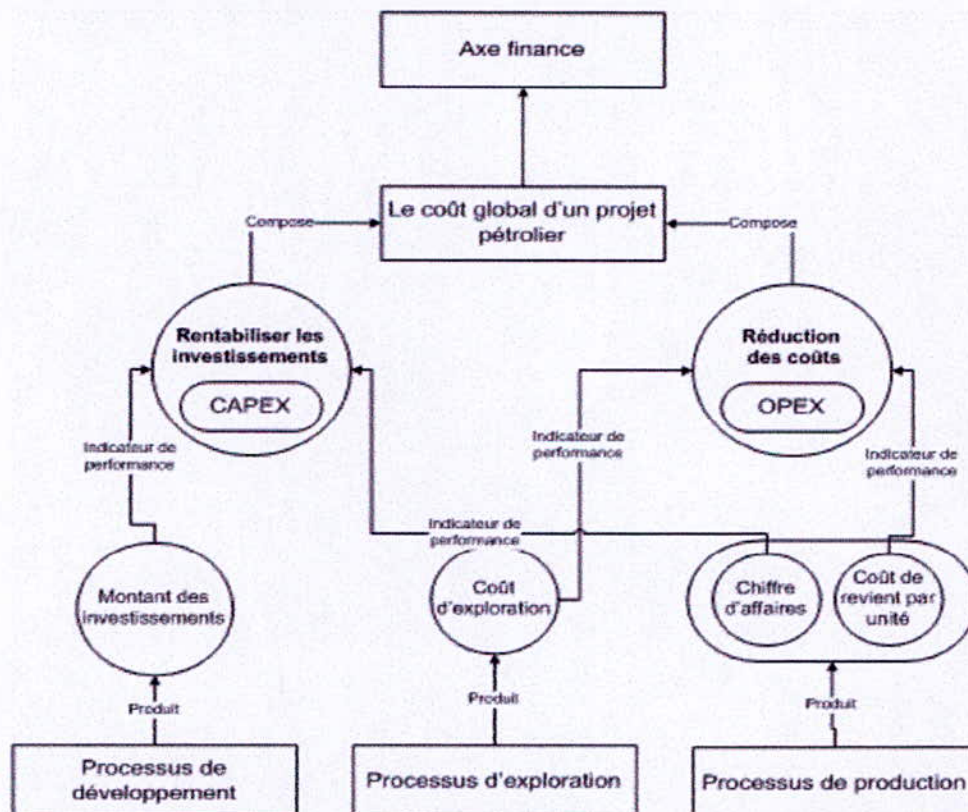 Axe finance
Le coût global d'un projet
pétrolier
Compose
Compose
Rentabiliser les
investissements
CAPEX
Réduction
des coûts
OPEX
Indicateur de
performance
Indicateur de
performance
Indicateur de
performance
Indicateur de
performance
Montant des
investissements
Coût
d'exploration
Chiffre
d'affaires
Coût de
revient par
unité
Produit
Produit
Produit
Processus de
développement
Processus d'exploration
Processus de production